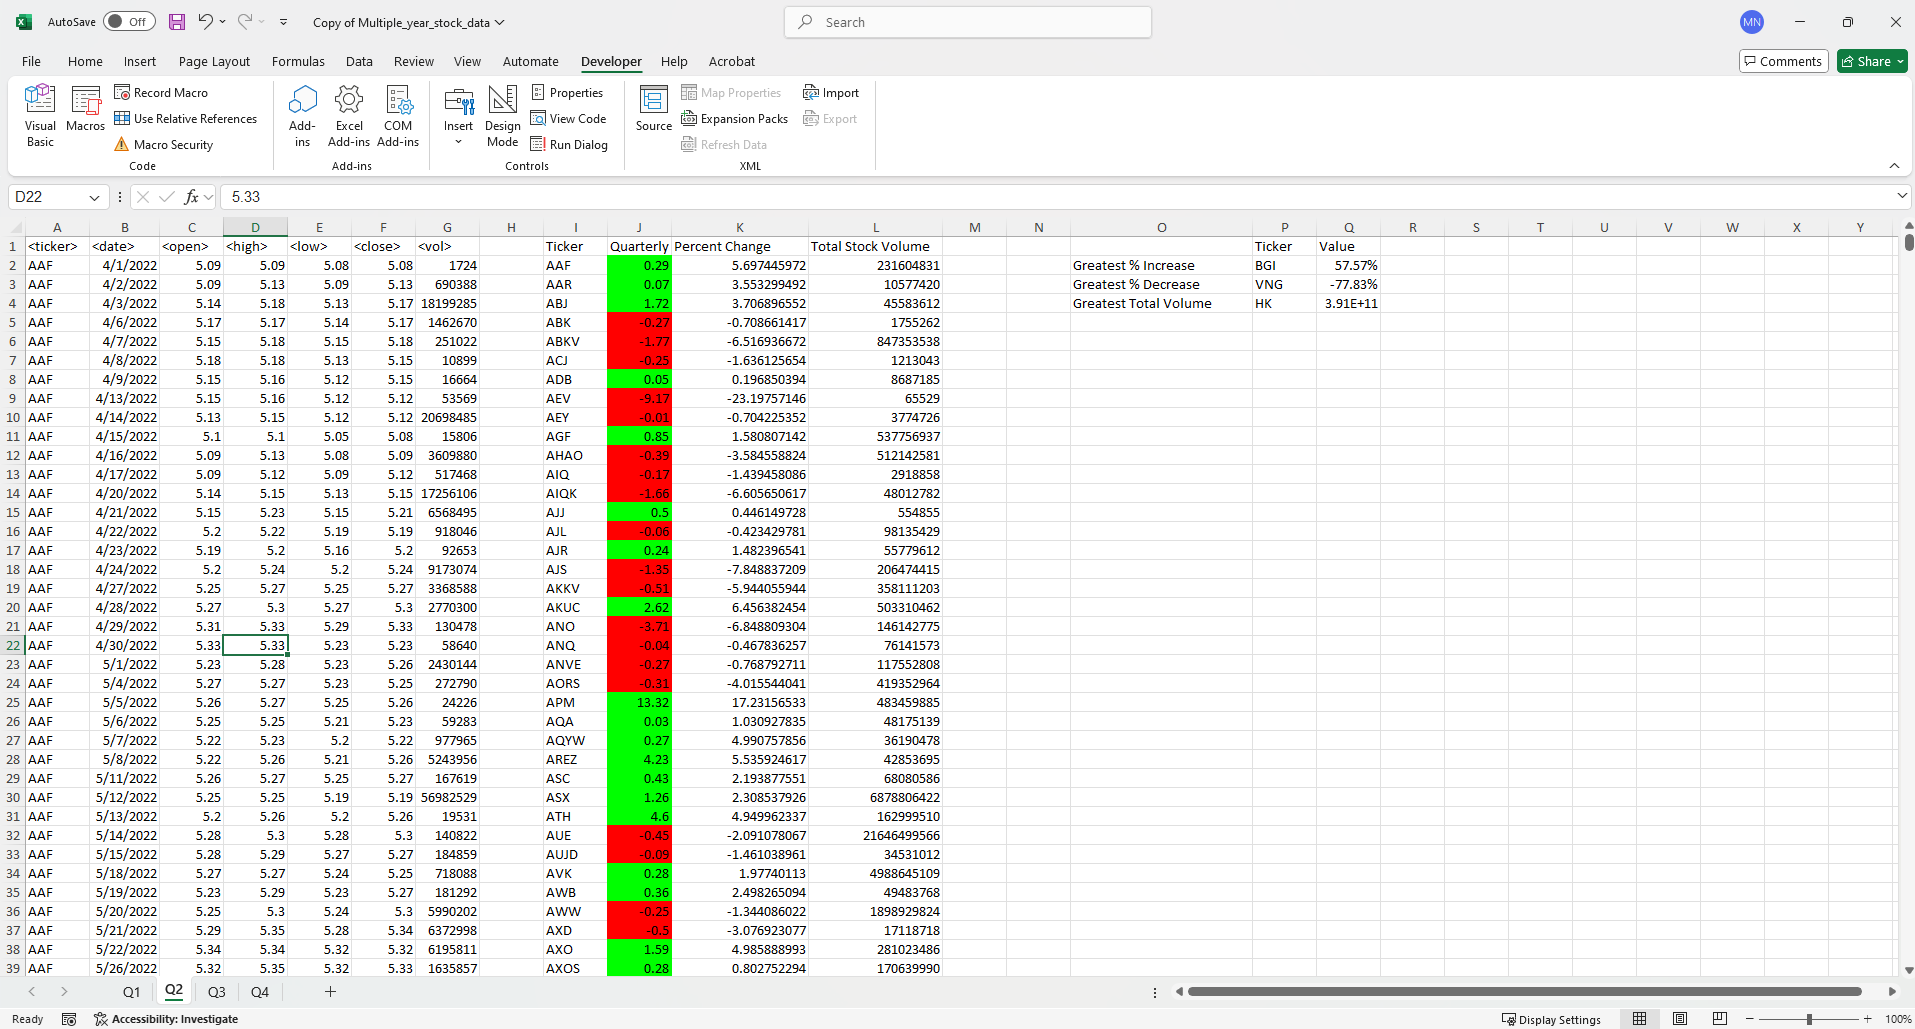 AutoSave Off Copy of Multiple_year_stock_data Search MN
File Home Insert Page Layout Formulas Data Review View Automate Developer Help Acrobat Comments Share
Visual Basic
Macros
Record Macro
Use Relative References
Macro Security
Code
Add-ins
Excel Add-ins
COM Add-ins
Add-ins
Insert
Design Mode
Properties
View Code
Run Dialog
Controls
Source
Map Properties
Expansion Packs
Refresh Data
Import
Export
XML
D22 fx 5.33
A B C D E F G H I J K L M N O P Q R S T U V W X Y
1 <ticker> <date> <open> <high> <low> <close> <vol> Ticker Quarterly Percent Change Total Stock Volume Ticker Value
2 AAF 4/1/2022 5.09 5.09 5.08 5.08 1724 AAF 0.29 5.697445972 231604831 Greatest % Increase BGI 57.57%
3 AAF 4/2/2022 5.09 5.13 5.09 5.13 690388 AAR 0.07 3.553299492 10577420 Greatest % Decrease VNG -77.83%
4 AAF 4/3/2022 5.14 5.18 5.13 5.17 18199285 ABJ 1.72 3.706896552 45583612 Greatest Total Volume HK 3.91E+11
5 AAF 4/6/2022 5.17 5.17 5.14 5.17 1462670 ABK -0.27 -0.708661417 1755262
6 AAF 4/7/2022 5.15 5.18 5.15 5.18 251022 ABKV -1.77 -6.516936672 847353538
7 AAF 4/8/2022 5.18 5.18 5.13 5.15 10899 ACJ -0.25 -1.636125654 1213043
8 AAF 4/9/2022 5.15 5.16 5.12 5.15 16664 ADB 0.05 0.196850394 8687185
9 AAF 4/13/2022 5.15 5.16 5.12 5.12 53569 AEV -9.17 -23.19757146 65529
10 AAF 4/14/2022 5.13 5.15 5.12 5.12 20698485 AEY -0.01 -0.704225352 3774726
11 AAF 4/15/2022 5.1 5.1 5.05 5.08 15806 AGF 0.85 1.580807142 537756937
12 AAF 4/16/2022 5.09 5.13 5.08 5.09 3609880 AHAO -0.39 -3.584558824 512142581
13 AAF 4/17/2022 5.09 5.12 5.09 5.12 517468 AIQ -0.17 -1.439458086 2918858
14 AAF 4/20/2022 5.14 5.15 5.13 5.15 17256106 AIQK -1.66 -6.605650617 48012782
15 AAF 4/21/2022 5.15 5.23 5.15 5.21 6568495 AJJ 0.5 0.446149728 554855
16 AAF 4/22/2022 5.2 5.22 5.19 5.19 918046 AJL -0.06 -0.423429781 98135429
17 AAF 4/23/2022 5.19 5.2 5.16 5.2 92653 AJR 0.24 1.482396541 55779612
18 AAF 4/24/2022 5.2 5.24 5.2 5.24 9173074 AJS -1.35 -7.848837209 206474415
19 AAF 4/27/2022 5.25 5.27 5.25 5.27 3368588 AKKV -0.51 -5.944055944 358111203
20 AAF 4/28/2022 5.27 5.3 5.27 5.3 2770300 AKUC 2.62 6.456382454 503310462
21 AAF 4/29/2022 5.31 5.33 5.29 5.33 130478 ANO -3.71 -6.848809304 146142775
22 AAF 4/30/2022 5.33 5.33 5.23 5.23 58640 ANQ -0.04 -0.467836257 76141573
23 AAF 5/1/2022 5.23 5.28 5.23 5.26 2430144 ANVE -0.27 -0.768792711 117552808
24 AAF 5/4/2022 5.27 5.27 5.23 5.25 272790 AORS -0.31 -4.015544041 419352964
25 AAF 5/5/2022 5.26 5.27 5.25 5.26 24226 APM 13.32 17.23156533 483459885
26 AAF 5/6/2022 5.25 5.25 5.21 5.23 59283 AQA 0.03 1.030927835 48175139
27 AAF 5/7/2022 5.22 5.23 5.2 5.22 977965 AQYW 0.27 4.990757856 36190478
28 AAF 5/8/2022 5.22 5.26 5.21 5.26 5243956 AREZ 4.23 5.535924617 42853695
29 AAF 5/11/2022 5.26 5.27 5.25 5.27 167619 ASC 0.43 2.193877551 68080586
30 AAF 5/12/2022 5.25 5.25 5.19 5.19 56982529 ASX 1.26 2.308537926 6878806422
31 AAF 5/13/2022 5.2 5.26 5.2 5.26 19531 ATH 4.6 4.949962337 162999510
32 AAF 5/14/2022 5.28 5.3 5.28 5.3 140822 AUE -0.45 -2.091078067 21646499566
33 AAF 5/15/2022 5.28 5.29 5.27 5.27 184859 AUJD -0.09 -1.461038961 34531012
34 AAF 5/18/2022 5.27 5.27 5.24 5.25 718088 AVK 0.28 1.97740113 4988645109
35 AAF 5/19/2022 5.23 5.29 5.23 5.27 181292 AWB 0.36 2.498265094 49483768
36 AAF 5/20/2022 5.25 5.3 5.24 5.3 5990202 AWW -0.25 -1.344086022 1898929824
37 AAF 5/21/2022 5.29 5.35 5.28 5.34 6372998 AXD -0.5 -3.076923077 17118718
38 AAF 5/22/2022 5.34 5.34 5.32 5.32 6195811 AXO 1.59 4.985888993 281023486
39 AAF 5/26/2022 5.32 5.35 5.32 5.33 1635857 AXOS 0.28 0.802752294 170639990
Q1 Q2 Q3 Q4
Ready Accessibility: Investigate Display Settings 100%